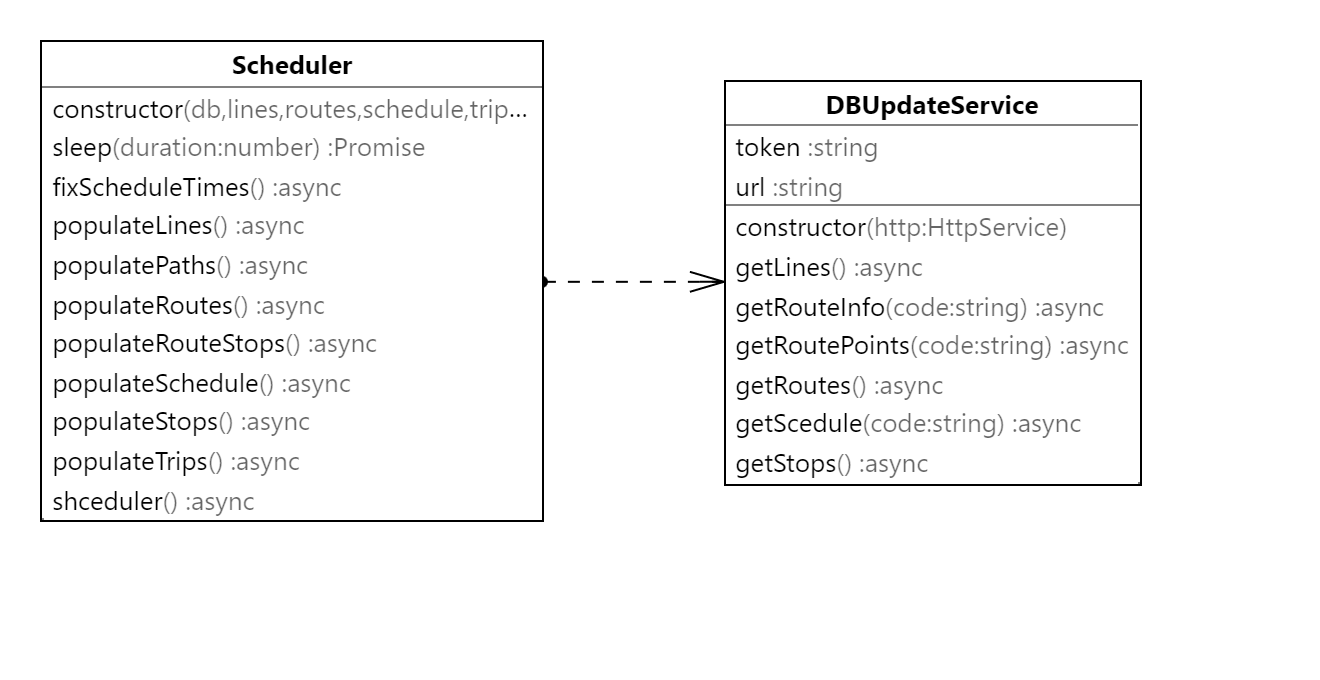 Scheduler
constructor(db,lines,routes,schedule,trip...
sleep(duration:number) :Promise
fixScheduleTimes() :async
populateLines() :async
populatePaths() :async
populateRoutes() :async
populateRouteStops() :async
populateSchedule() :async
populateStops() :async
populateTrips() :async
shceduler() :async
DBUpdateService
token :string
url :string
constructor(http:HttpService)
getLines() :async
getRouteInfo(code:string) :async
getRoutePoints(code:string) :async
getRoutes() :async
getScedule(code:string) :async
getStops() :async